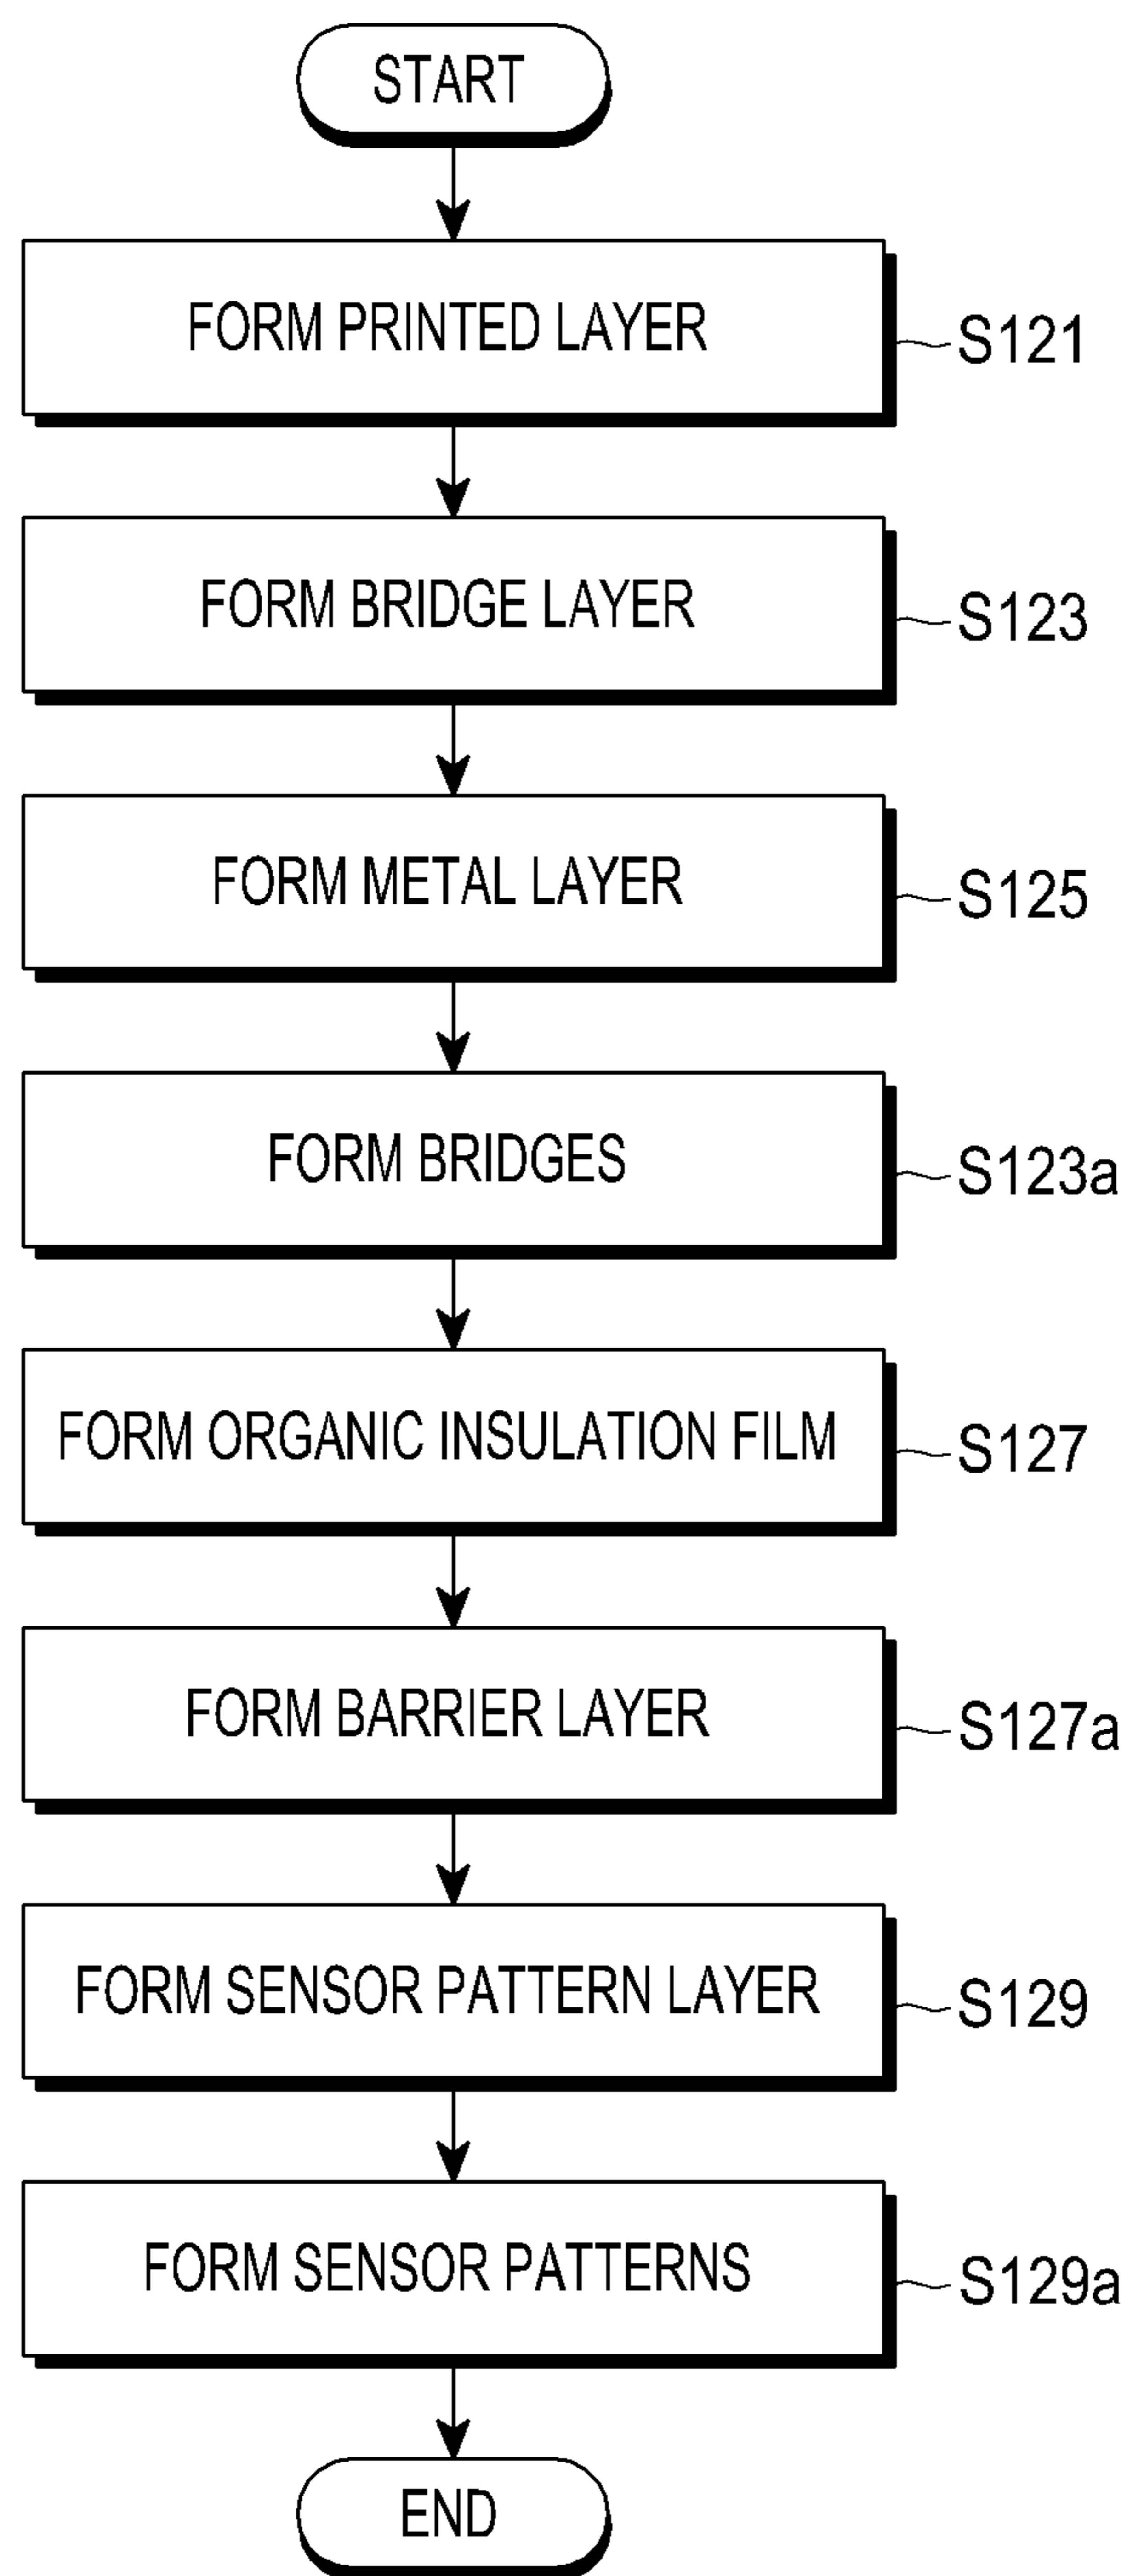 START
FORM PRINTED LAYER
S121
FORM BRIDGE LAYER
S123
FORM METAL LAYER
S125
FORM BRIDGES
S123a
FORM ORGANIC INSULATION FILM
S127
FORM BARRIER LAYER
S127a
FORM SENSOR PATTERN LAYER
S129
FORM SENSOR PATTERNS
S129a
END